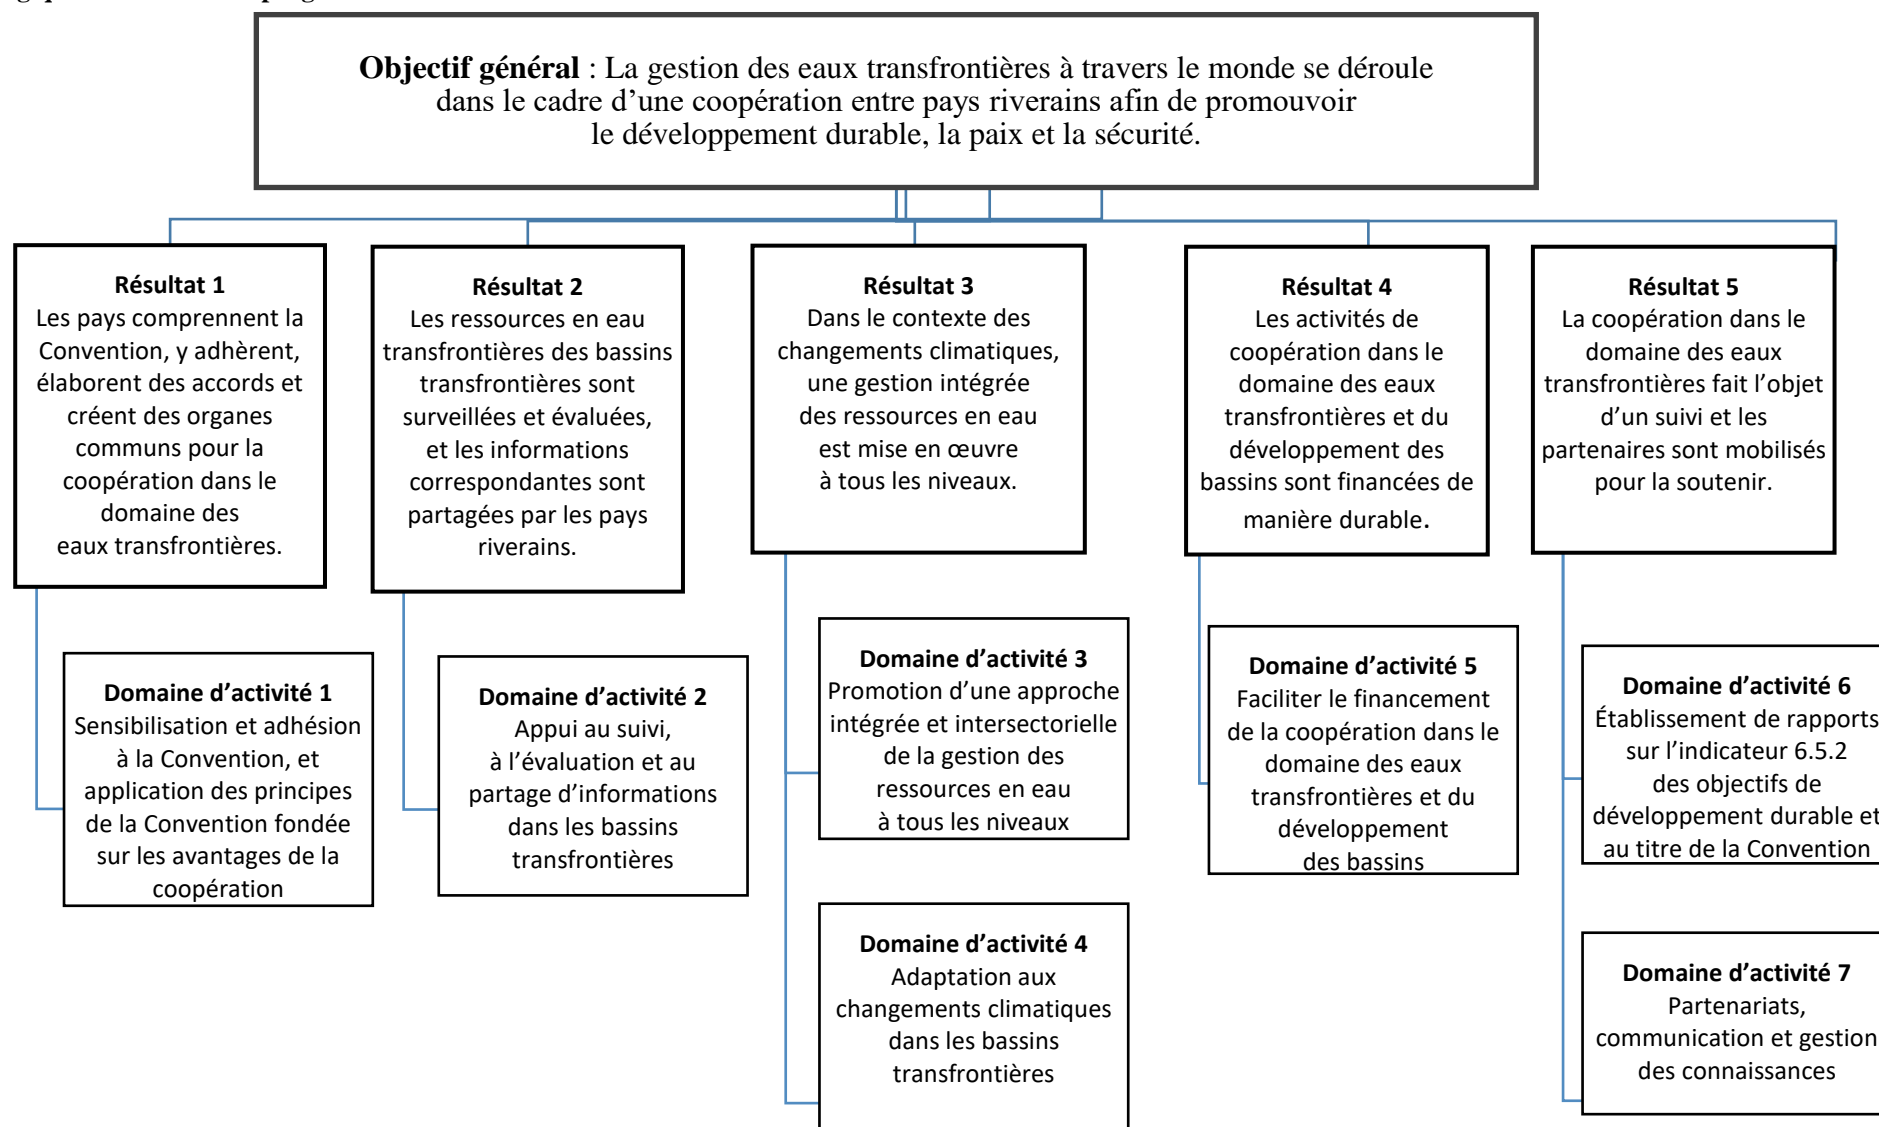 Objectif général : La gestion des eaux transfrontières à travers le monde se déroule
dans le cadre d’une coopération entre pays riverains afin de promouvoir
le développement durable, la paix et la sécurité.
Résultat 1
Les pays comprennent la
Convention, y adhèrent,
élaborent des accords et
créent des organes
communs pour la
coopération dans le
domaine des
eaux transfrontières.
Résultat 2
Les ressources en eau
transfrontières des bassins
transfrontières sont
surveillées et évaluées,
et les informations
correspondantes sont
partagées par les pays
riverains.
Résultat 3
Dans le contexte des
changements climatiques,
une gestion intégrée
des ressources en eau
est mise en œuvre
à tous les niveaux.
Résultat 4
Les activités de
coopération dans le
domaine des eaux
transfrontières et du
développement des
bassins sont financées de
manière durable.
Résultat 5
La coopération dans le
domaine des eaux
transfrontières fait l’objet
d’un suivi et les
partenaires sont mobilisés
pour la soutenir.
Domaine d’activité 1
Sensibilisation et adhésion
à la Convention, et
application des principes
de la Convention fondée
sur les avantages de la
coopération
Domaine d’activité 2
Appui au suivi,
à l’évaluation et au
partage d’informations
dans les bassins
transfrontières
Domaine d’activité 3
Promotion d’une approche
intégrée et intersectorielle
de la gestion des
ressources en eau
à tous les niveaux
Domaine d’activité 4
Adaptation aux
changements climatiques
dans les bassins
transfrontières
Domaine d’activité 5
Faciliter le financement
de la coopération dans le
domaine des eaux
transfrontières et du
développement
des bassins
Domaine d’activité 6
Établissement de rapports
sur l’indicateur 6.5.2
des objectifs de
développement durable et
au titre de la Convention
Domaine d’activité 7
Partenariats,
communication et gestion
des connaissances